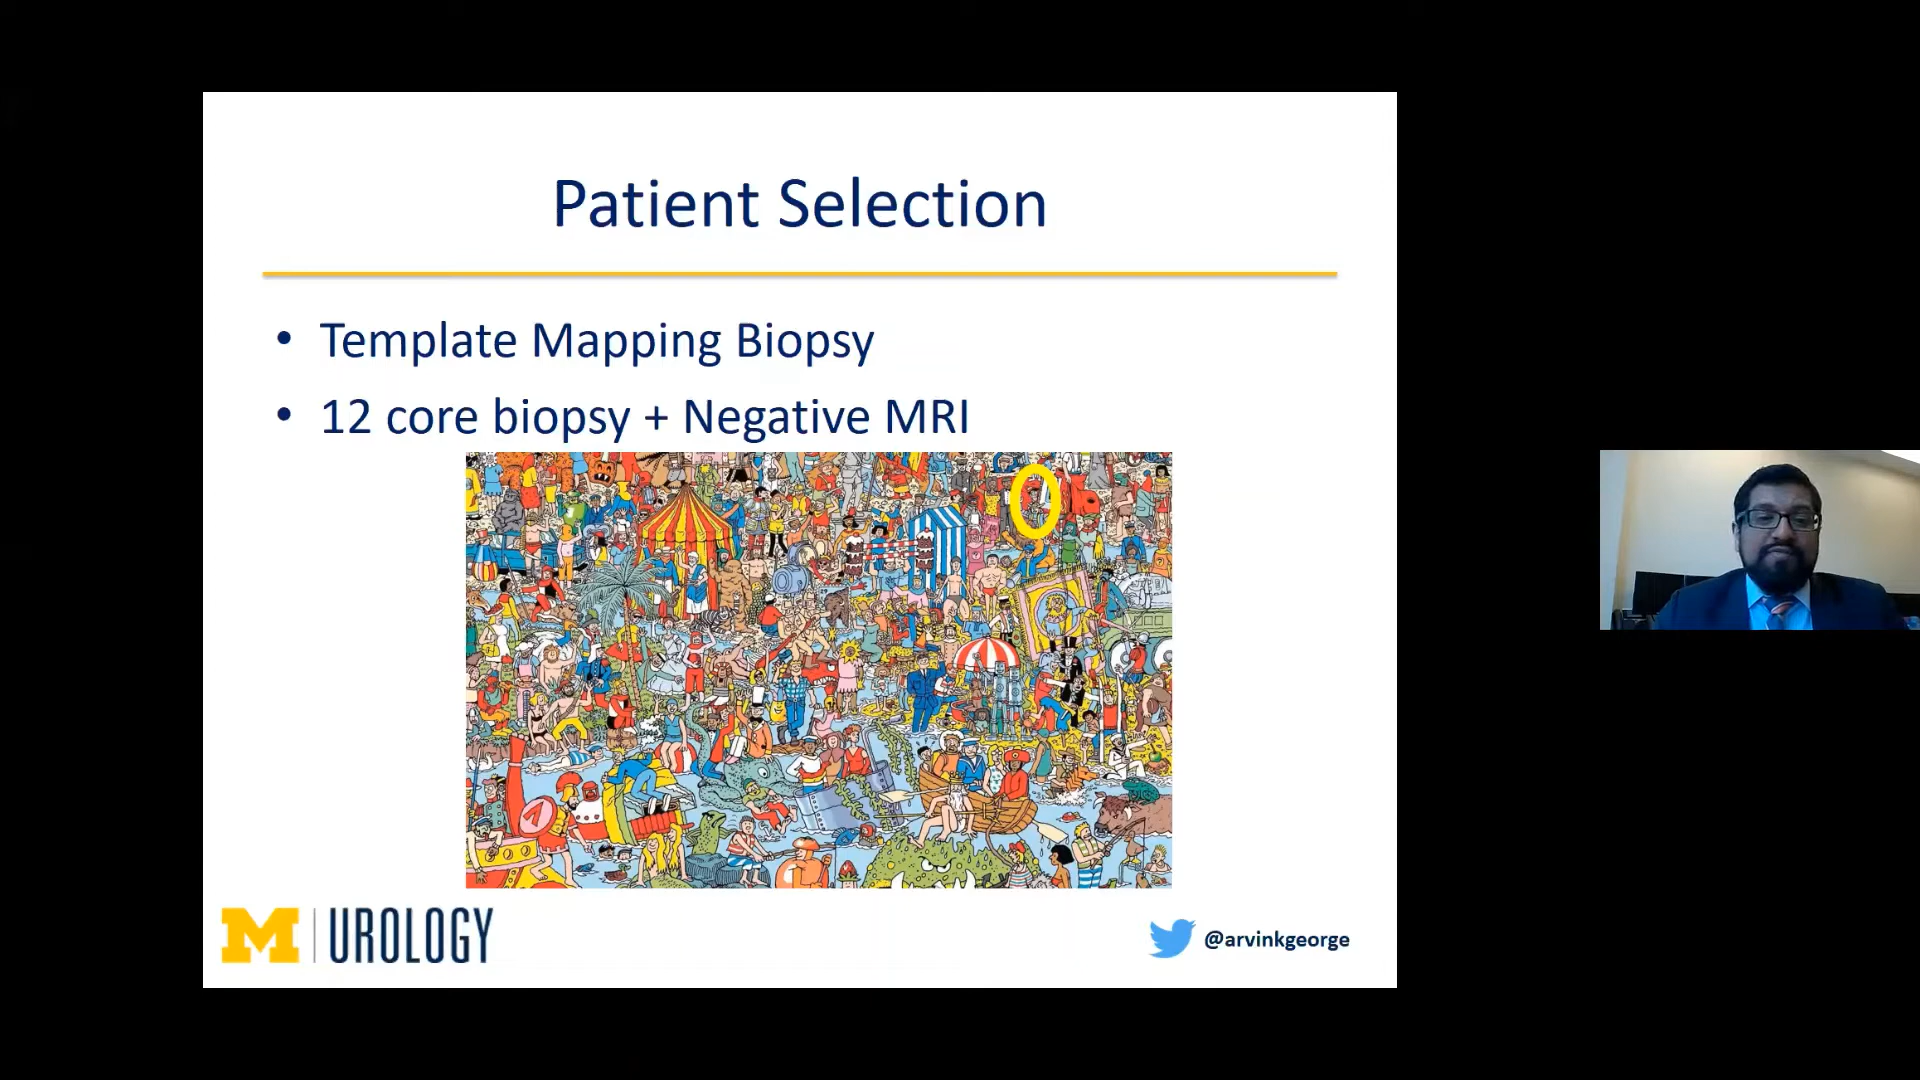 Patient Selection
• Template Mapping Biopsy
• 12 core biopsy + Negative MRI
M | UROLOGY
@arvinkgeorge